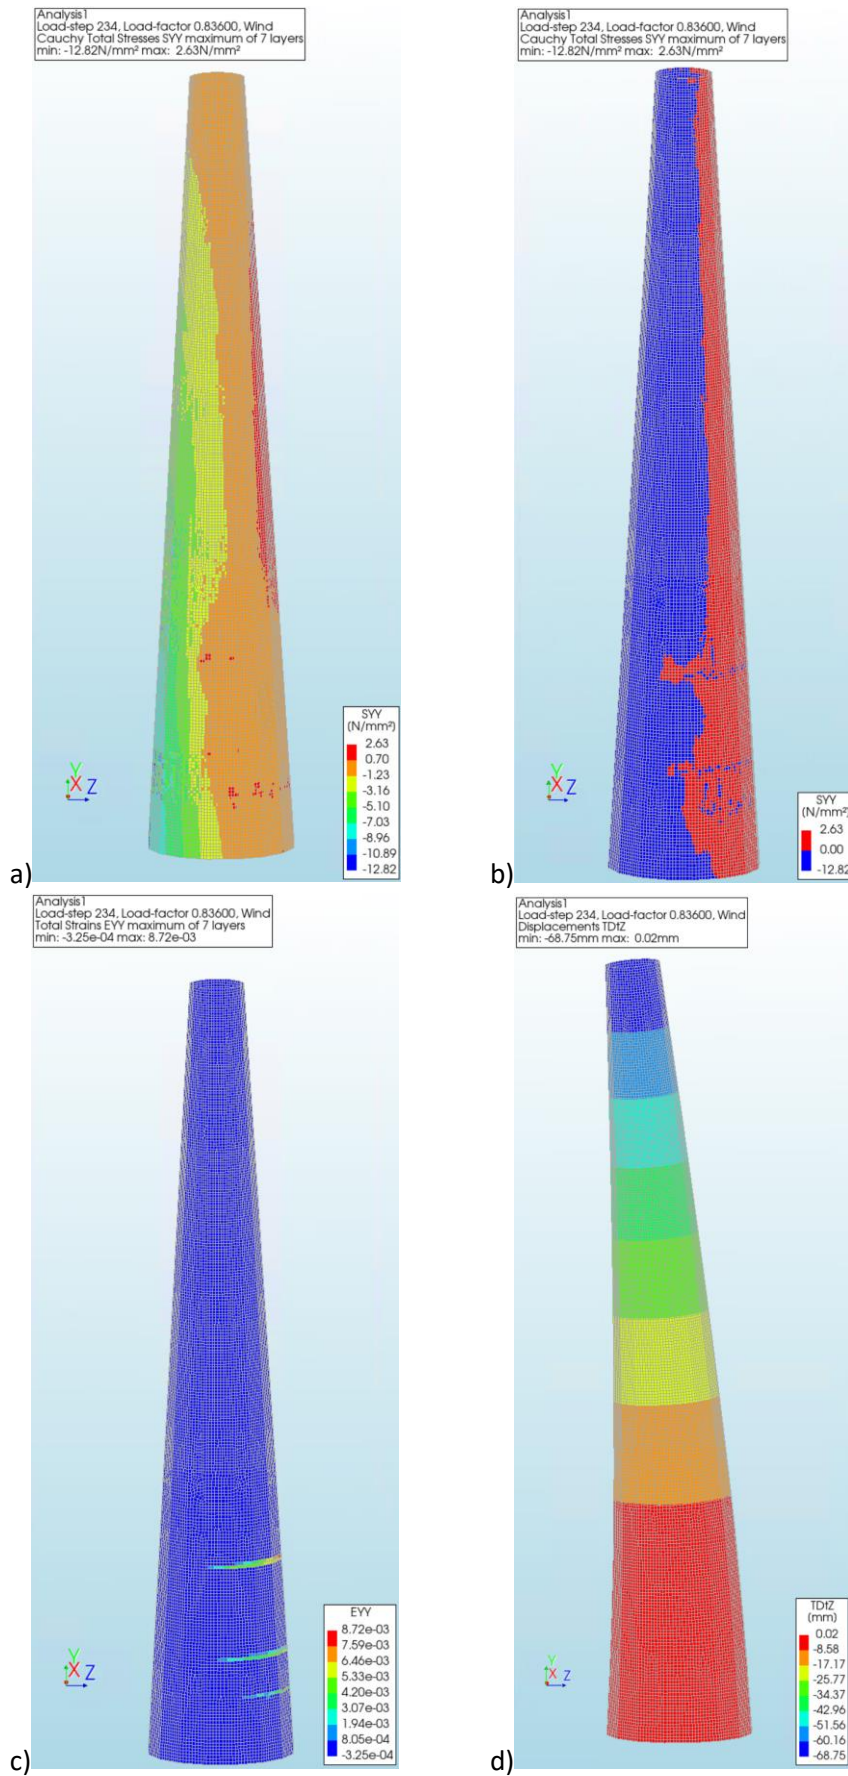 Analysis1
Load-step 234, Load-factor 0.83600, Wind
Cauchy Total Stresses SYY maximum of 7 layers
min: -12.82N/mm² max: 2.63N/mm²
SYY
(N/mm²)
2.63
0.70
-1.23
-3.16
-5.10
-7.03
-8.96
-10.89
-12.82
Y
X Z
a)
Analysis1
Load-step 234, Load-factor 0.83600, Wind
Cauchy Total Stresses SYY maximum of 7 layers
min: -12.82N/mm² max: 2.63N/mm²
SYY
(N/mm²)
2.63
0.00
-12.82
Y
X Z
b)
Analysis1
Load-step 234, Load-factor 0.83600, Wind
Total Strains EYY maximum of 7 layers
min: -3.25e-04 max: 8.72e-03
EYY
8.72e-03
7.59e-03
6.46e-03
5.33e-03
4.20e-03
3.07e-03
1.94e-03
8.05e-04
-3.25e-04
Y
X Z
c)
Analysis1
Load-step 234, Load-factor 0.83600, Wind
Displacements TDtZ
min: -68.75mm max: 0.02mm
TDtZ
(mm)
0.02
-8.58
-17.17
-25.77
-34.37
-42.96
-51.56
-60.16
-68.75
Y
X Z
d)